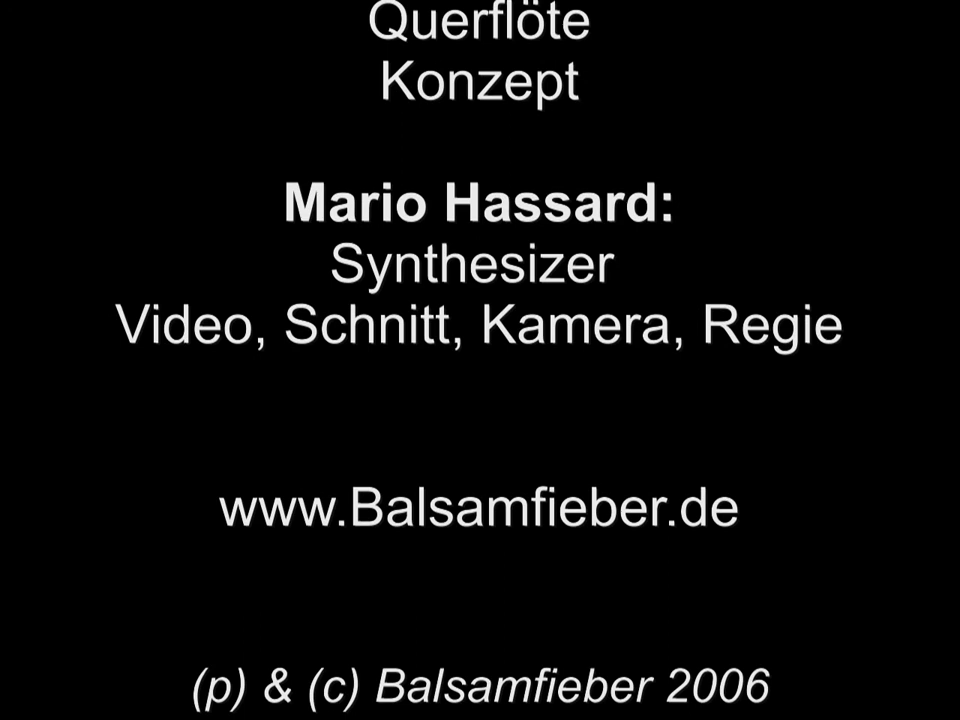 Querflöte
Konzept
Mario Hassard:
Synthesizer
Video, Schnitt, Kamera, Regie
www.Balsamfieber.de
(p) & (c) Balsamfieber 2006